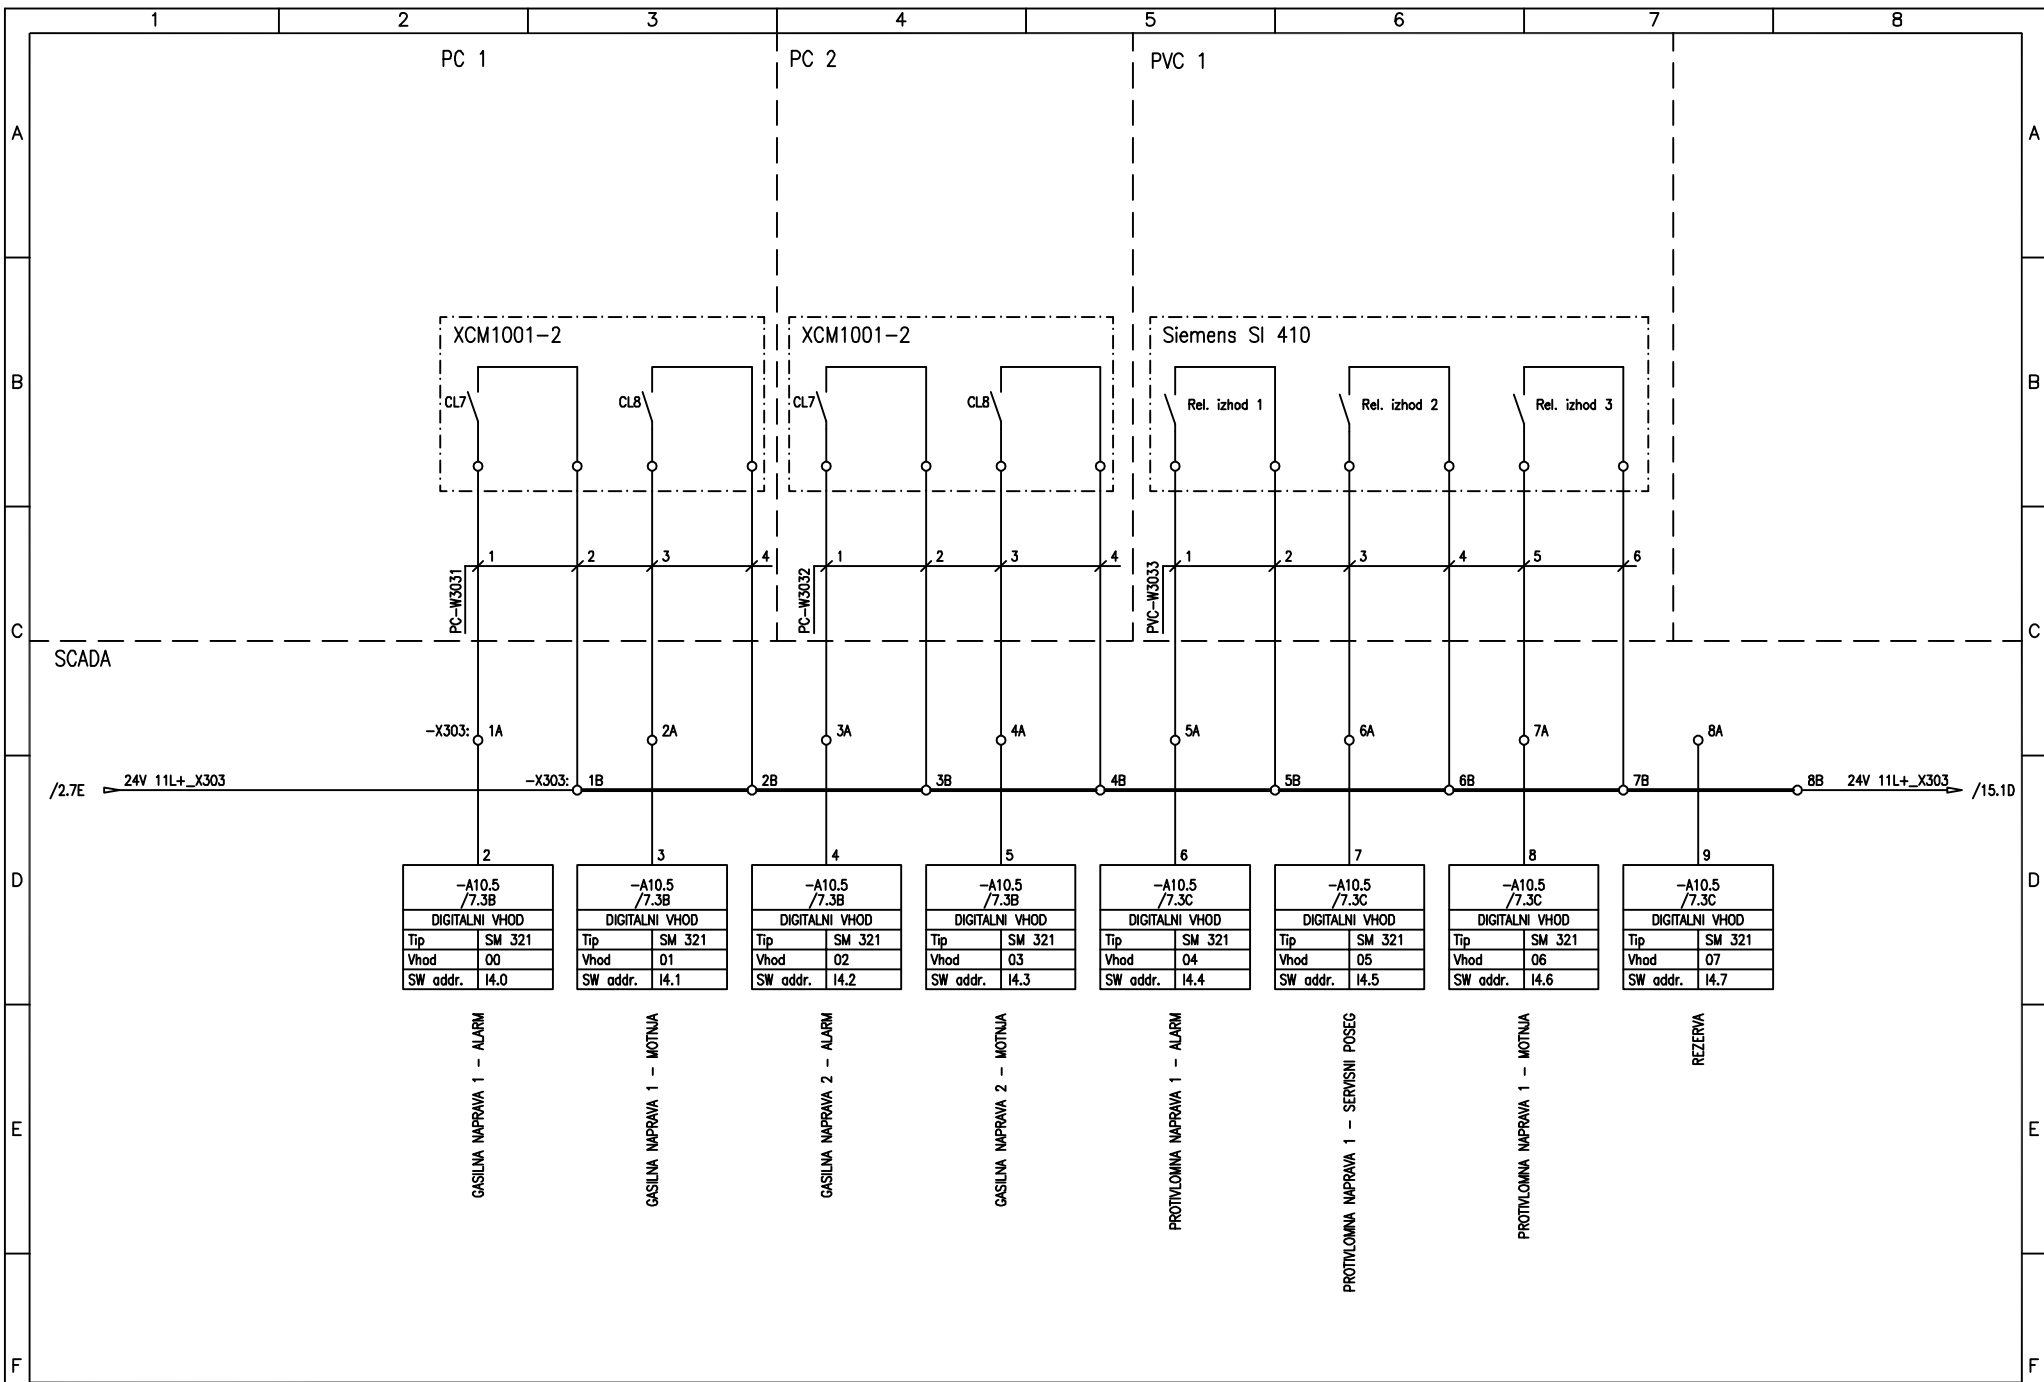 1 2 3 4 5 6 7 8
PC 1 PC 2 PVC 1
A A
XCM1001-2 XCM1001-2 Siemens SI 410
B B
CL7 CL8 CL7 CL8 Rel. izhod 1 Rel. izhod 2 Rel. izhod 3
1 2 3 4 1 2 3 4 1 2 3 4 5 6
PC-W3031 PC-W3032 PVC-W3033
C C
SCADA
-X303: 1A 2A 3A 4A 5A 6A 7A 8A
/2.7E 24V 11L+_X303 -X303: 1B 2B 3B 4B 5B 6B 7B 8B 24V 11L+_X303 /15.1D
2 3 4 5 6 7 8 9
D D
-A10.5 -A10.5 -A10.5 -A10.5 -A10.5 -A10.5 -A10.5 -A10.5
/7.3B /7.3B /7.3B /7.3B /7.3C /7.3C /7.3C /7.3C
DIGITALNI VHOD DIGITALNI VHOD DIGITALNI VHOD DIGITALNI VHOD DIGITALNI VHOD DIGITALNI VHOD DIGITALNI VHOD DIGITALNI VHOD
Tip SM 321 Tip SM 321 Tip SM 321 Tip SM 321 Tip SM 321 Tip SM 321 Tip SM 321 Tip SM 321
Vhod 00 Vhod 01 Vhod 02 Vhod 03 Vhod 04 Vhod 05 Vhod 06 Vhod 07
SW addr. I4.0 SW addr. I4.1 SW addr. I4.2 SW addr. I4.3 SW addr. I4.4 SW addr. I4.5 SW addr. I4.6 SW addr. I4.7
GASILNA NAPRAVA 1 - ALARM
GASILNA NAPRAVA 1 - MOTNJA
GASILNA NAPRAVA 2 - ALARM
GASILNA NAPRAVA 2 - MOTNJA
PROTIVLOMNA NAPRAVA 1 - ALARM
PROTIVLOMNA NAPRAVA 1 - SERVISNI POSEG
PROTIVLOMNA NAPRAVA 1 - MOTNJA
REZERVA
E E
F F